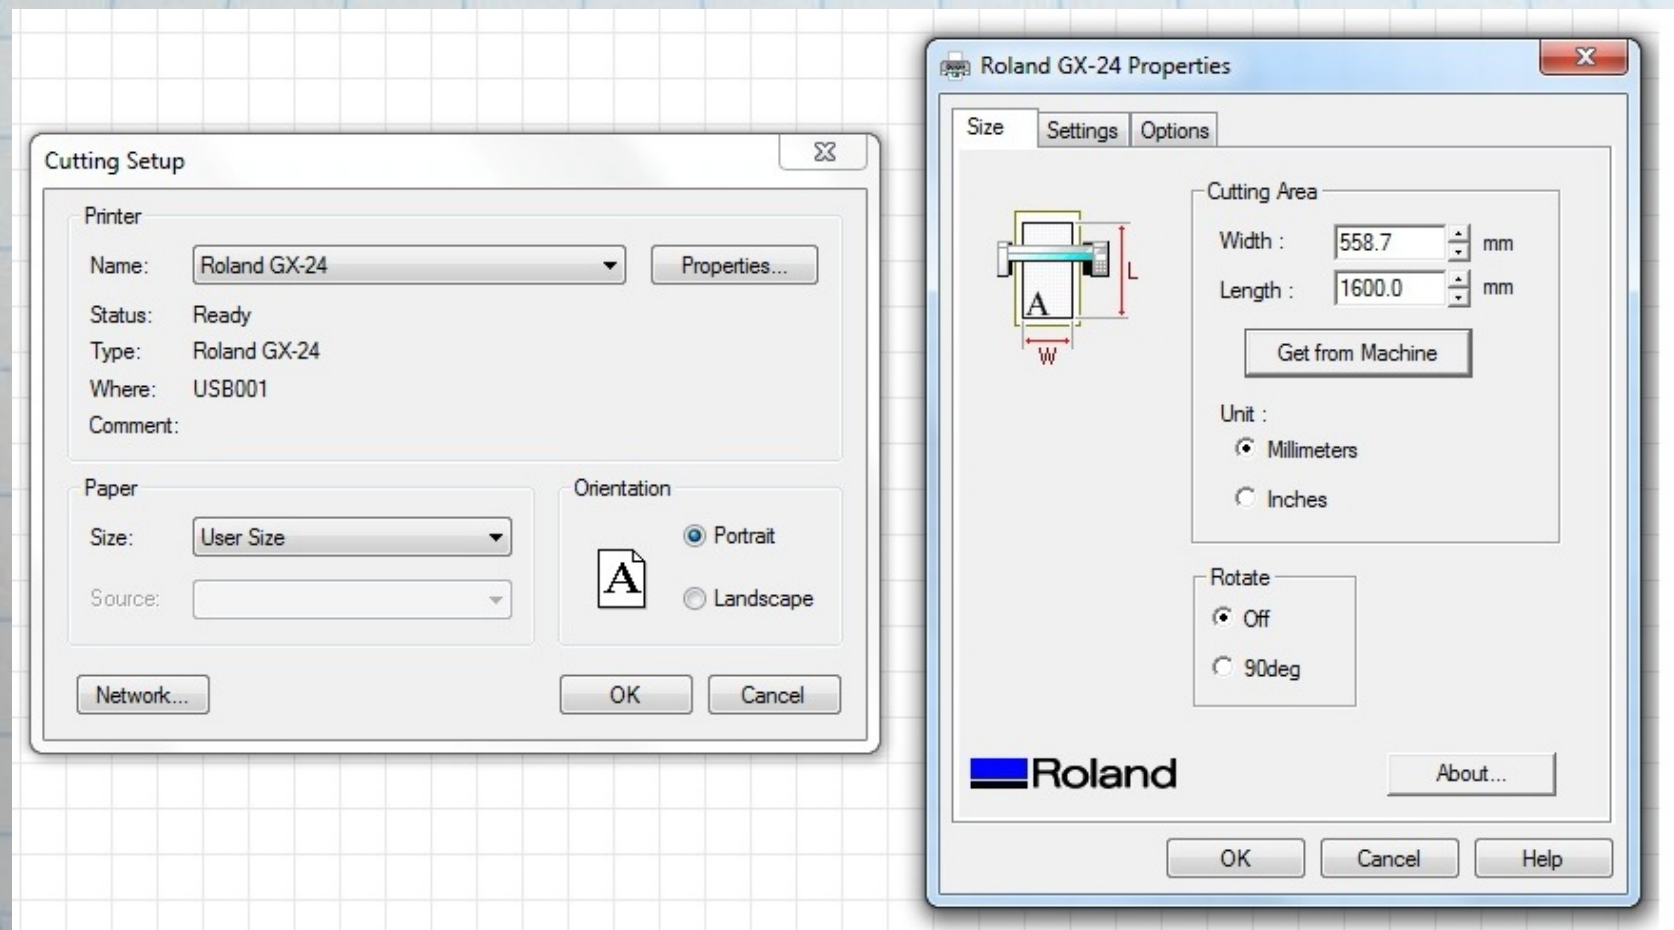 Cutting Setup
Printer
Name: Roland GX-24 Properties...
Status: Ready
Type: Roland GX-24
Where: USB001
Comment:
Paper
Size: User Size
Source:
Orientation
A
Portrait
Landscape
Network... OK Cancel
Roland GX-24 Properties
Size Settings Options
A
L
W
Cutting Area
Width : 558.7 mm
Length : 1600.0 mm
Get from Machine
Unit :
Millimeters
Inches
Rotate
Off
90deg
Roland
About...
OK Cancel Help